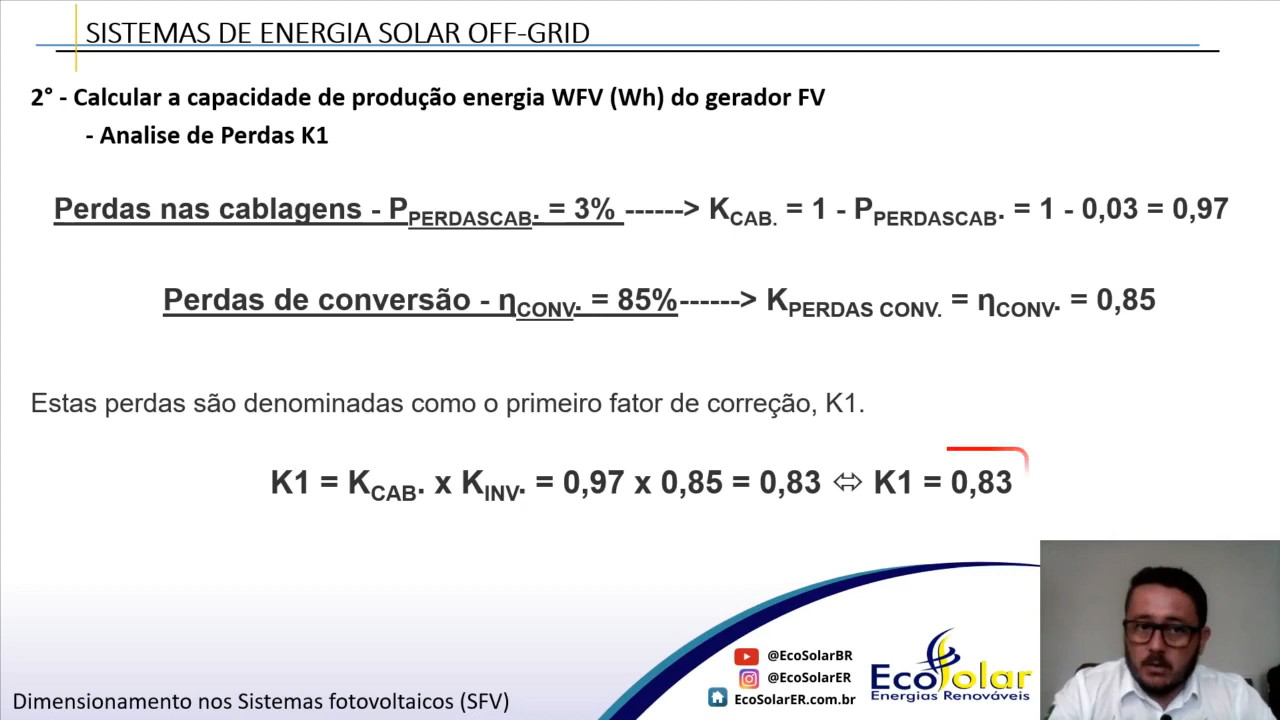 SISTEMAS DE ENERGIA SOLAR OFF-GRID
2° - Calcular a capacidade de produção energia WFV (Wh) do gerador FV
- Analise de Perdas K1
Perdas nas cablagens - PPERDASCAB. = 3% ------> KCAB. = 1 - PPERDASCAB. = 1 - 0,03 = 0,97
Perdas de conversão - ηCONV. = 85%------> KPERDAS CONV. = ηCONV. = 0,85
Estas perdas são denominadas como o primeiro fator de correção, K1.
K1 = KCAB. x KINV. = 0,97 x 0,85 = 0,83 ⬄ K1 = 0,83
@EcoSolarBR
@EcoSolarER
EcoSolarER.com.br
EcoSolar
Energias Renováveis
Dimensionamento nos Sistemas fotovoltaicos (SFV)